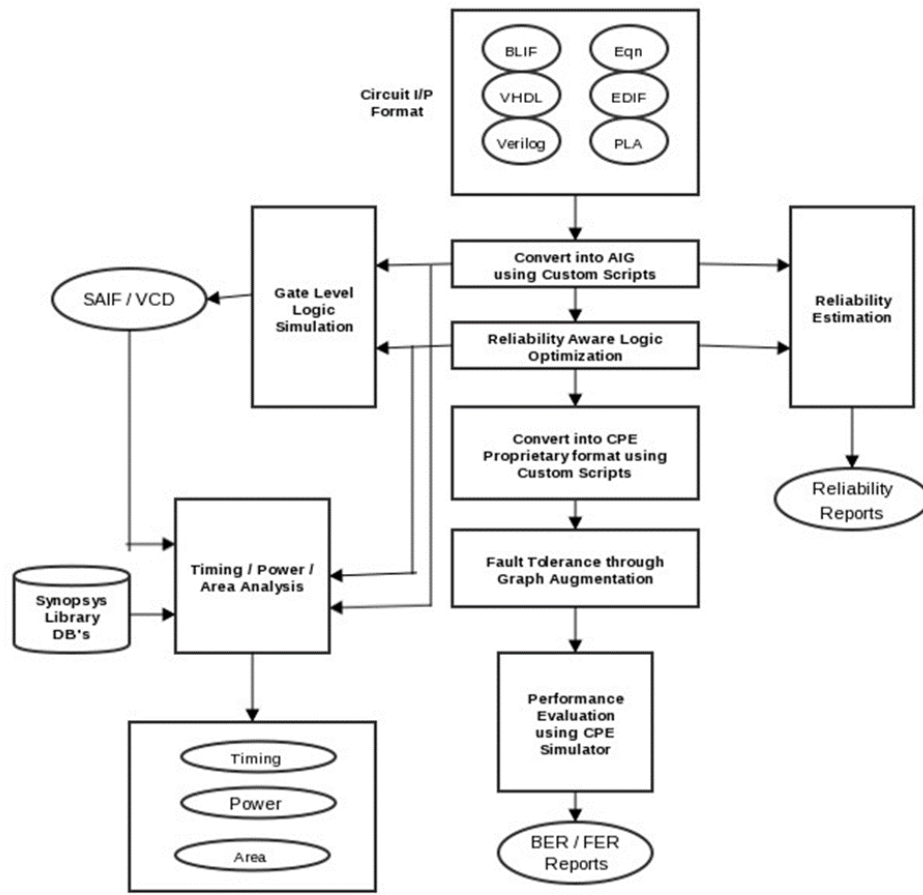 BLIF
Eqn
Circuit I/P
Format
VHDL
EDIF
Verilog
PLA
Convert into AIG
using Custom Scripts
SAIF / VCD
Gate Level
Logic
Simulation
Reliability
Estimation
Reliability Aware Logic
Optimization
Convert into CPE
Proprietary format using
Custom Scripts
Reliability
Reports
Timing / Power /
Area Analysis
Fault Tolerance through
Graph Augmentation
Synopsys
Library
DB's
Performance
Evaluation
using CPE
Simulator
Timing
Power
Area
BER / FER
Reports